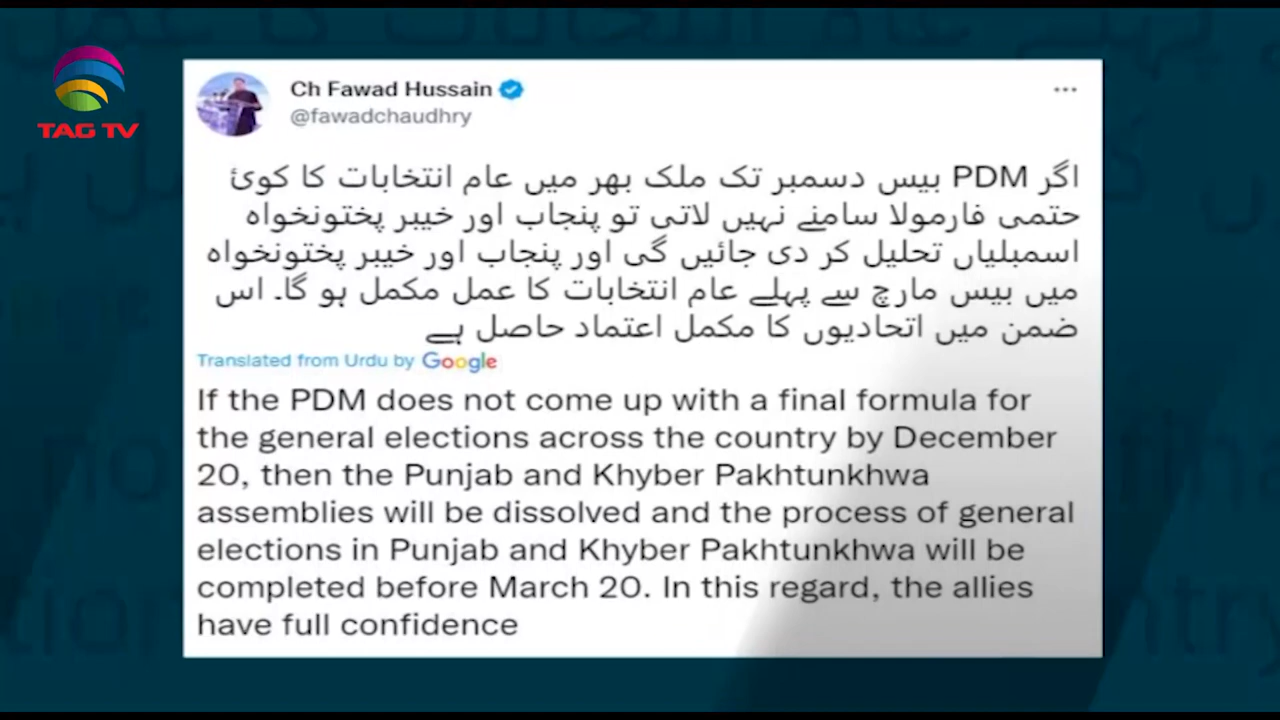 TAG TV
Ch Fawad Hussain
@fawadchaudhry
اگر PDM بیس دسمبر تک ملک بھر میں عام انتخابات کا کوئ
حتمی فارمولا سامنے نہیں لاتی تو پنجاب اور خیبر پختونخواہ
اسمبلیاں تحلیل کر دی جائیں گی اور پنجاب اور خیبر پختونخواہ
میں بیس مارچ سے پہلے عام انتخابات کا عمل مکمل ہو گا۔ اس
ضمن میں اتحادیوں کا مکمل اعتماد حاصل ہے
Translated from Urdu by Google
If the PDM does not come up with a final formula for
the general elections across the country by December
20, then the Punjab and Khyber Pakhtunkhwa
assemblies will be dissolved and the process of general
elections in Punjab and Khyber Pakhtunkhwa will be
completed before March 20. In this regard, the allies
have full confidence